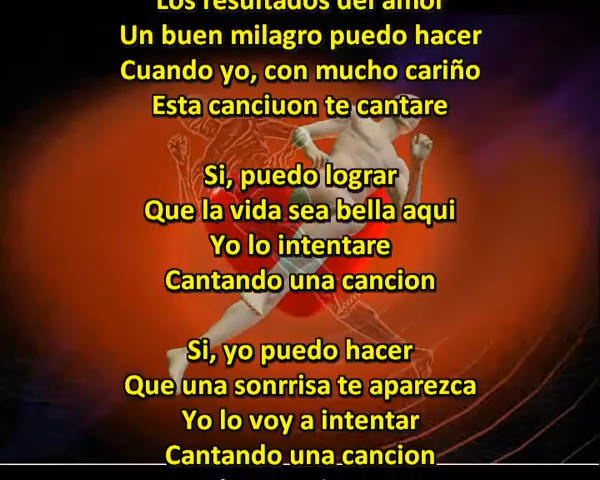 Los resultados del amor
Un buen milagro puedo hacer
Cuando yo, con mucho cariño
Esta canciuon te cantare
Si, puedo lograr
Que la vida sea bella aqui
Yo lo intentare
Cantando una cancion
Si, yo puedo hacer
Que una sonrrisa te aparezca
Yo lo voy a intentar
Cantando una cancion